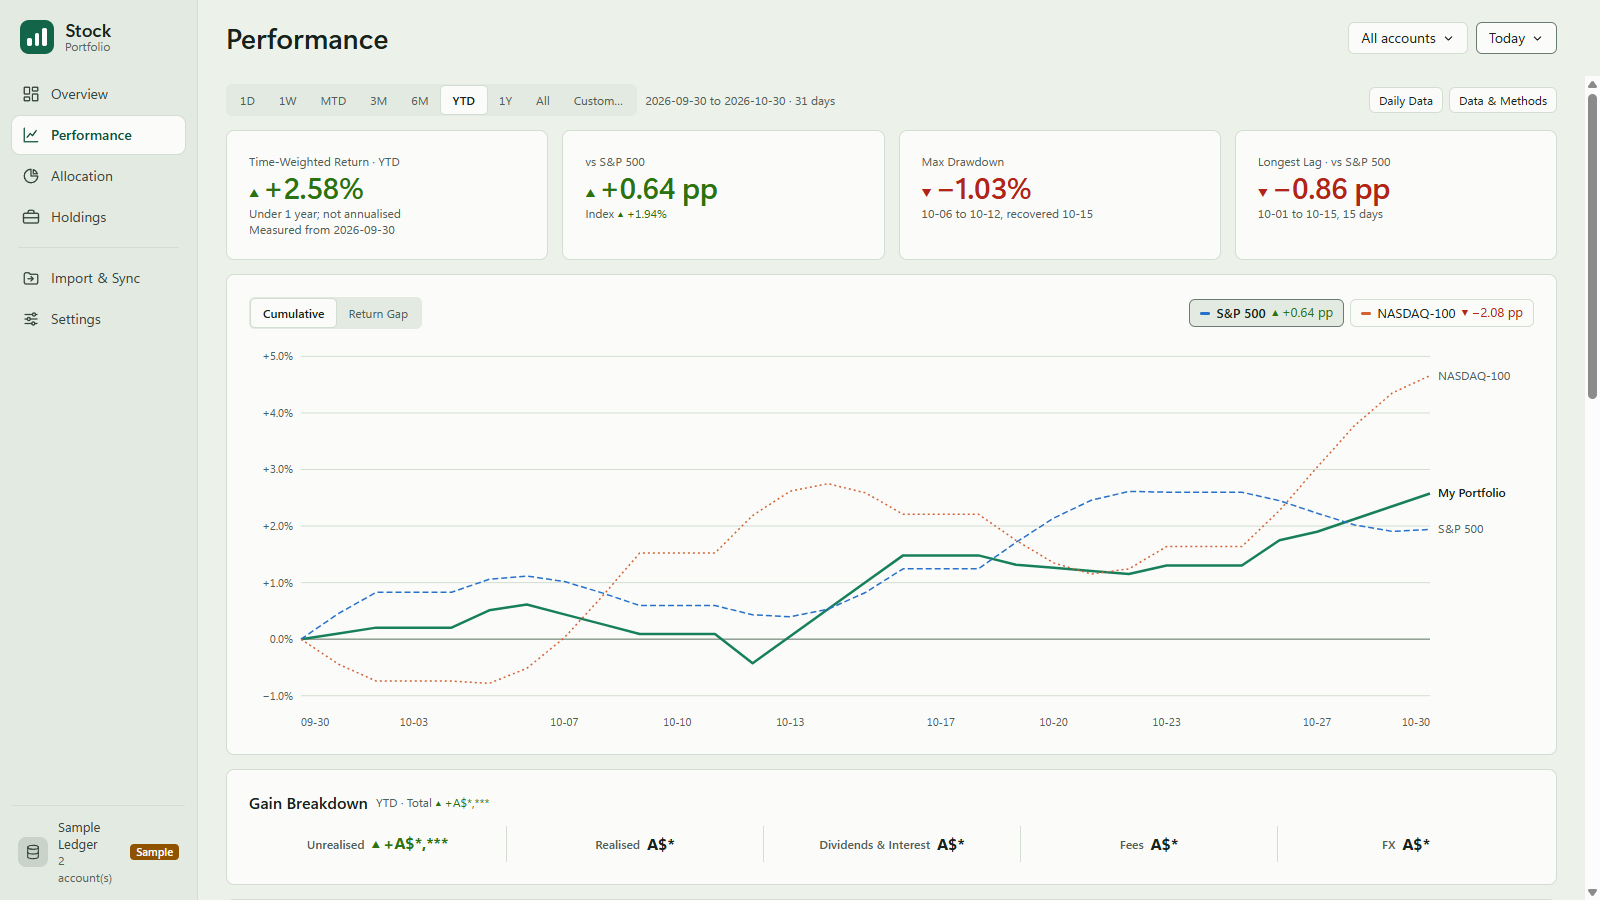 Stock
Portfolio
Overview
Performance
Allocation
Holdings
Import & Sync
Settings
Sample
Ledger
2
account(s)
Sample
Performance
All accounts
Today
1D 1W MTD 3M 6M YTD 1Y All Custom... 2026-09-30 to 2026-10-30 · 31 days
Daily Data
Data & Methods
Time-Weighted Return · YTD
▲ +2.58%
Under 1 year; not annualised
Measured from 2026-09-30
vs S&P 500
▲ +0.64 pp
Index ▲ +1.94%
Max Drawdown
▼ −1.03%
10-06 to 10-12, recovered 10-15
Longest Lag · vs S&P 500
▼ −0.86 pp
10-01 to 10-15, 15 days
Cumulative Return Gap
S&P 500 ▲ +0.64 pp
NASDAQ-100 ▼ −2.08 pp
+5.0%
+4.0%
+3.0%
+2.0%
+1.0%
0.0%
−1.0%
NASDAQ-100
My Portfolio
S&P 500
09-30 10-03 10-07 10-10 10-13 10-17 10-20 10-23 10-27 10-30
Gain Breakdown YTD · Total ▲ +A$*,***
Unrealised ▲ +A$*,***
Realised A$*
Dividends & Interest A$*
Fees A$*
FX A$*